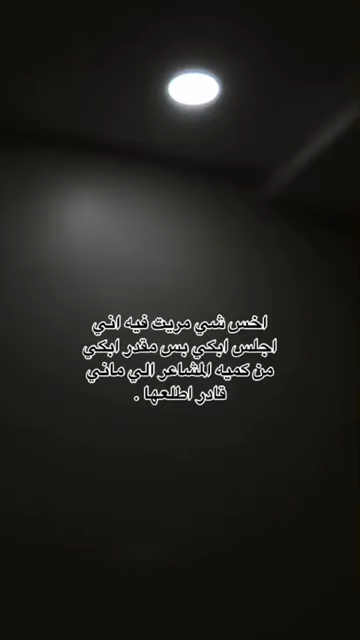 اخس شي مريت فيه اني
اجلس ابكي بس مقدر ابكي
من كميه المشاعر الي ماني
قادر اطلعها .